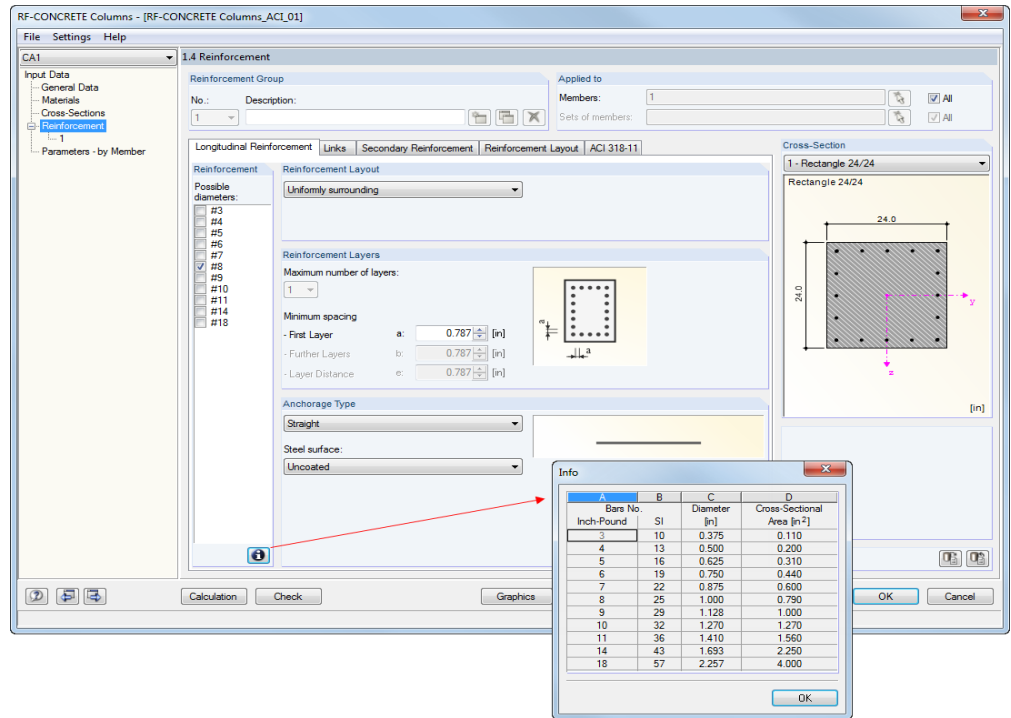 RF-CONCRETE Columns - [RF-CONCRETE Columns_ACI_01]
File Settings Help
CA1
Input Data
General Data
Materials
Cross-Sections
Reinforcement
1
Parameters - by Member
1.4 Reinforcement
Reinforcement Group
No.: Description:
1
Applied to
Members: 1 All
Sets of members: All
Longitudinal Reinforcement Links Secondary Reinforcement Reinforcement Layout ACI 318-11
Reinforcement
Possible
diameters:
#3
#4
#5
#6
#7
#8
#9
#10
#11
#14
#18
Reinforcement Layout
Uniformly surrounding
Reinforcement Layers
Maximum number of layers:
1
Minimum spacing
- First Layer a: 0.787 [in]
- Further Layers b: 0.787 [in]
- Layer Distance e: 0.787 [in]
a
a
Anchorage Type
Straight
Steel surface:
Uncoated
Cross-Section
1 - Rectangle 24/24
Rectangle 24/24
24.0
24.0
y
z
[in]
Info
A B C D
Bars No. Diameter Cross-Sectional
Inch-Pound SI [in] Area [in2]
3 10 0.375 0.110
4 13 0.500 0.200
5 16 0.625 0.310
6 19 0.750 0.440
7 22 0.875 0.600
8 25 1.000 0.790
9 29 1.128 1.000
10 32 1.270 1.270
11 36 1.410 1.560
14 43 1.693 2.250
18 57 2.257 4.000
OK
Calculation Check Graphics OK Cancel